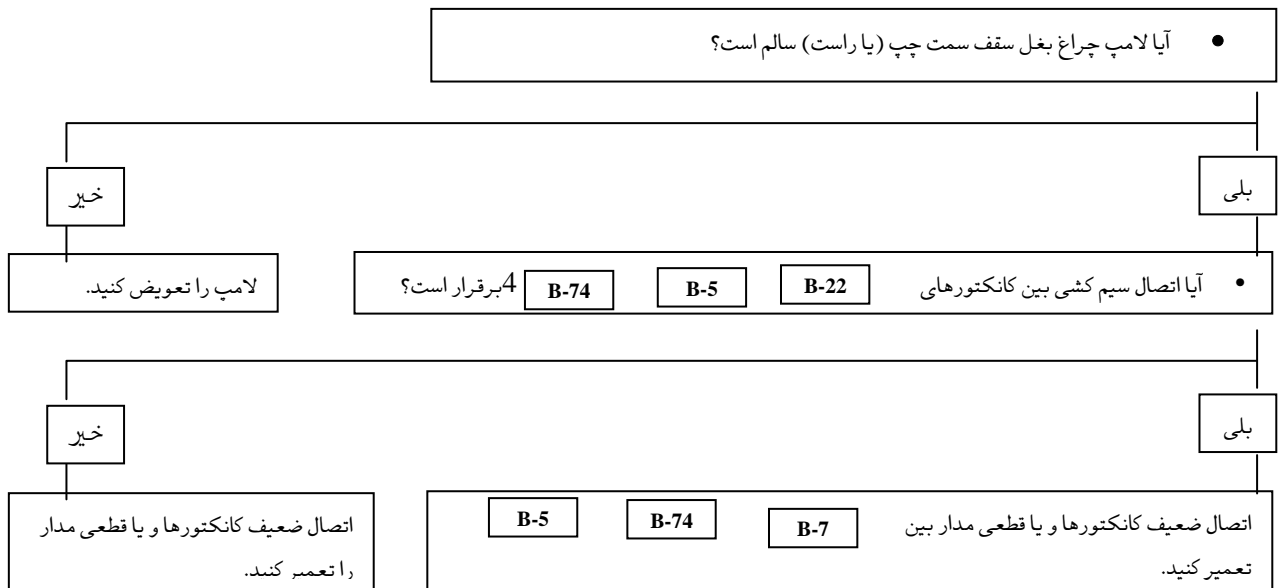 • آیا لامپ چراغ بغل سقف سمت چپ (یا راست) سالم است؟
بلی
خیر
• آیا اتصال سیم کشی بین کانکتورهای B-22 B-5 B-74 4برقرار است؟
لامپ را تعویض کنید.
بلی
خیر
اتصال ضعیف کانکتورها و یا قطعی مدار بین B-7 B-74 B-5
تعمیر کنید.
اتصال ضعیف کانکتورها و یا قطعی مدار
را تعمیر کنید.